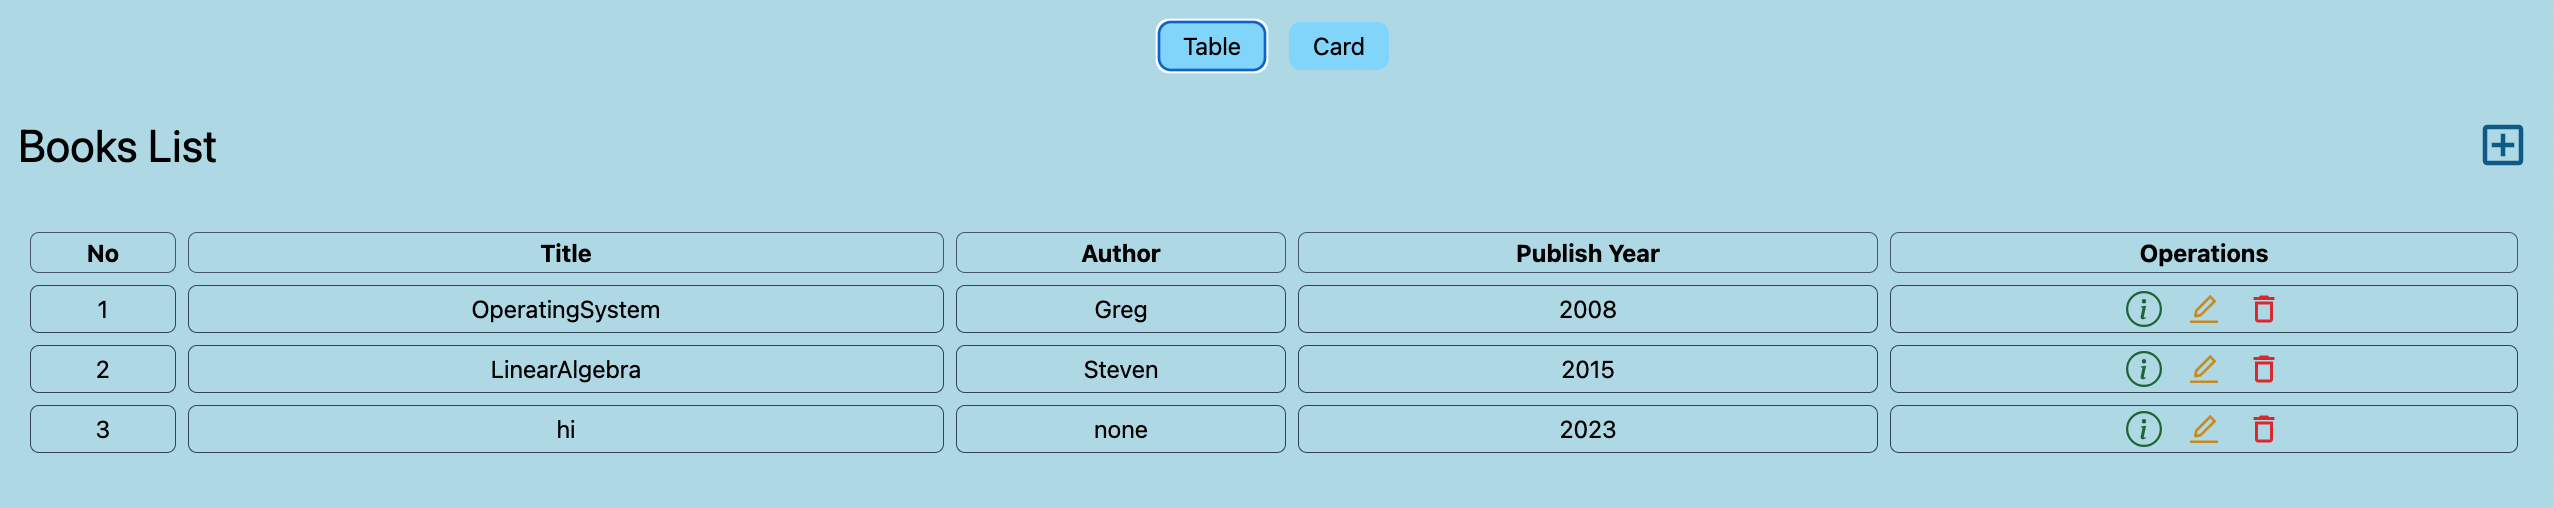 Table Card
Books List
No Title Author Publish Year Operations
1 OperatingSystem Greg 2008
2 LinearAlgebra Steven 2015
3 hi none 2023